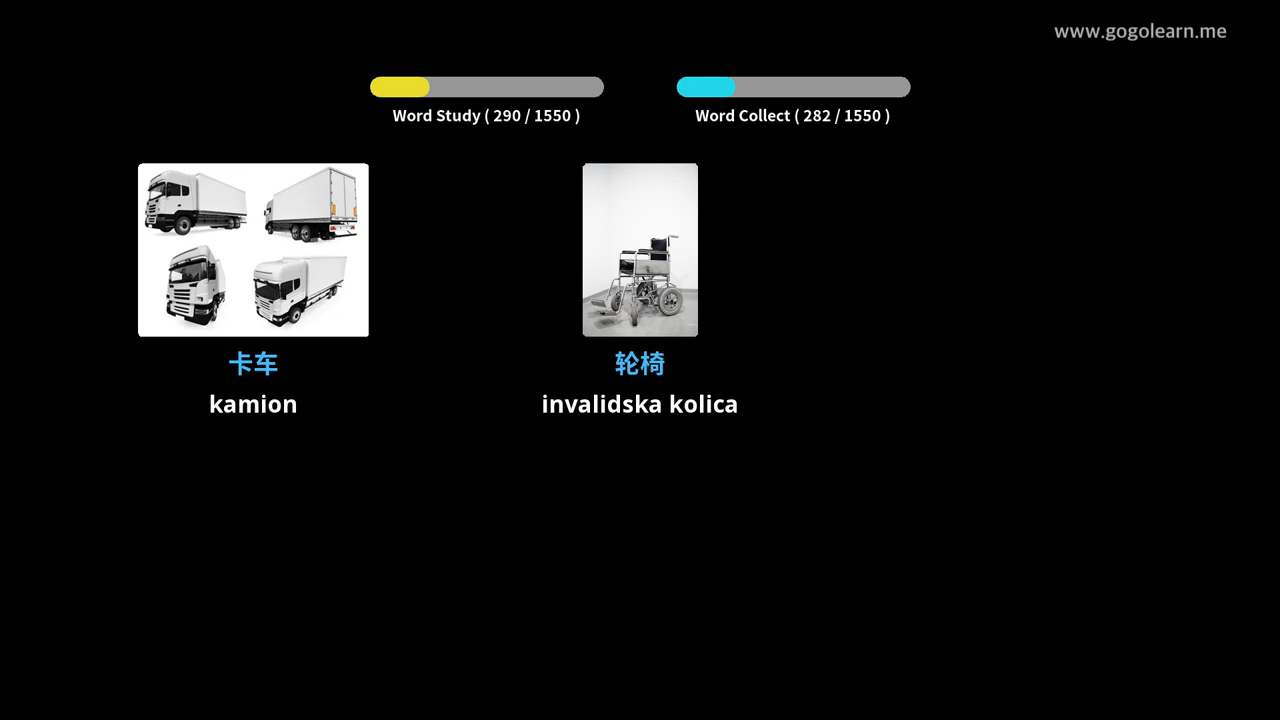 www.gogolearn.me
Word Study ( 290 / 1550 )
Word Collect ( 282 / 1550 )
卡车
轮椅
kamion
invalidska kolica